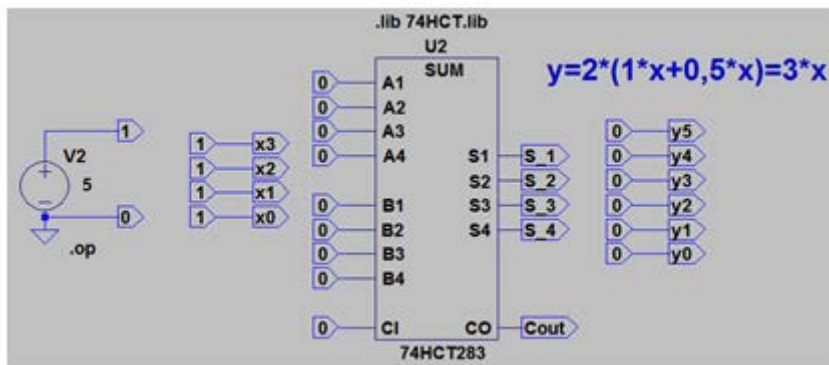 .lib 74HCT.lib
U2
SUM
y=2*(1*x+0,5*x)=3*x
0 A1
0 A2
1
0 A3
0 y5
1 x3
0 A4
S1 S_1
0 y4
V2
1 x2
S2 S_2
0 y3
5
1 x1
0 B1
S3 S_3
0 y2
0
1 x0
0 B2
S4 S_4
0 y1
.op
0 B3
0 y0
0 B4
0 CI
CO Cout
74HCT283